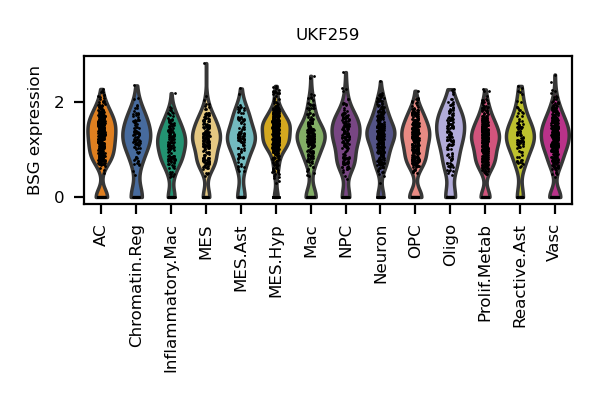 UKF259
BSG expression
2
0
AC
Chromatin.Reg
Inflammatory.Mac
MES
MES.Ast
MES.Hyp
Mac
NPC
Neuron
OPC
Oligo
Prolif.Metab
Reactive.Ast
Vasc